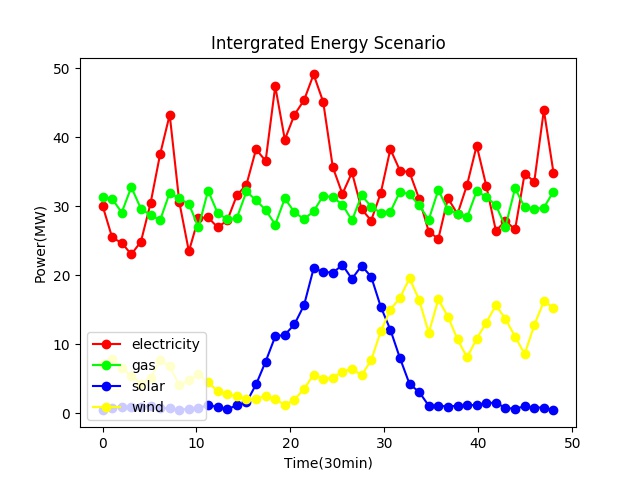 Intergrated Energy Scenario
Power(MW)
50
40
30
20
10
0
electricity
gas
solar
wind
0 10 20 30 40 50
Time(30min)